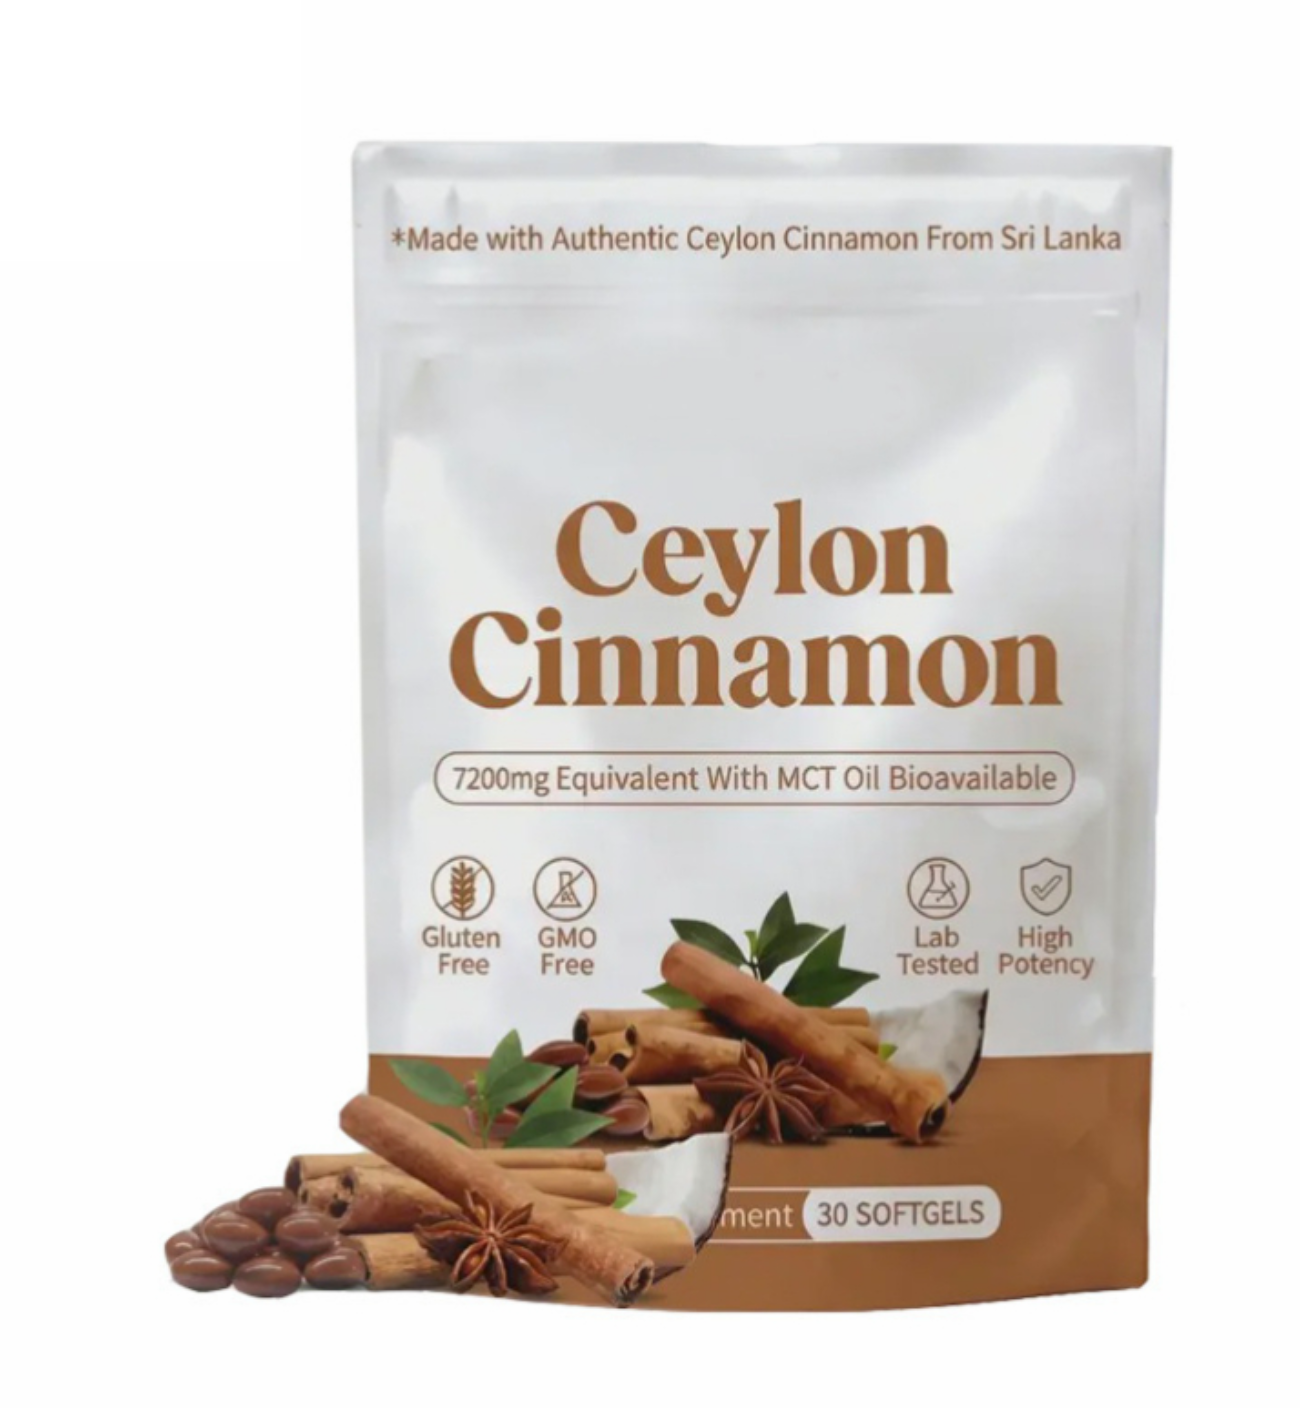 *Made with Authentic Ceylon Cinnamon From Sri Lanka
Ceylon
Cinnamon
7200mg Equivalent With MCT Oil Bioavailable
Gluten
Free
GMO
Free
Lab
Tested
High
Potency
30 SOFTGELS